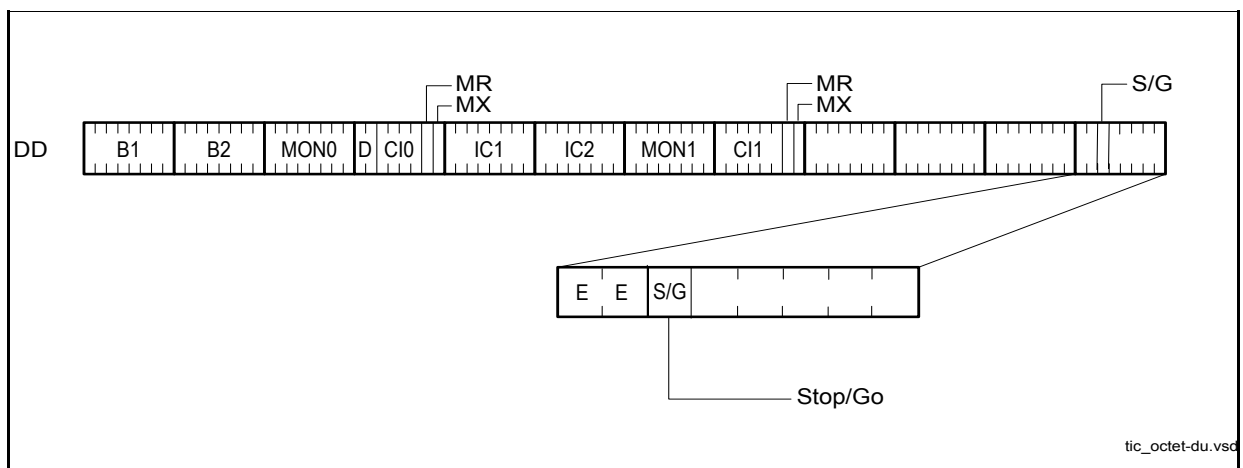 MR MR S/G
MX MX
DD B1 B2 MON0 D CI0 IC1 IC2 MON1 CI1
E E S/G
Stop/Go
tic_octet-du.vsd